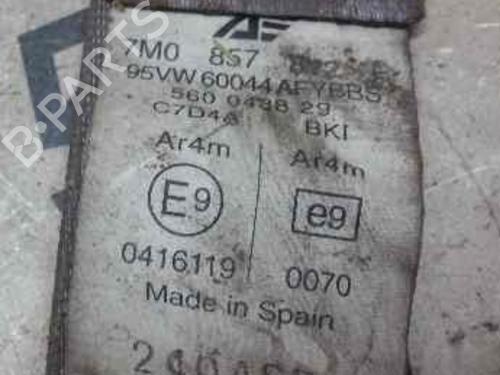 7M0 857
95VW 60044 AFYBBS
560 0438 29
C7D4A BKI
Ar4m Ar4m
E9 e9
0416119 0070
Made in Spain
B-PARTS